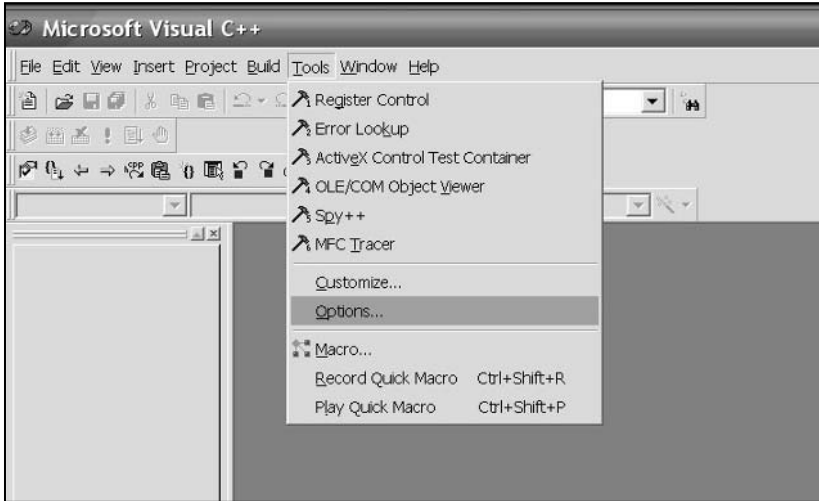 Microsoft Visual C++
File Edit View Insert Project Build Tools Window Help
Register Control
Error Lookup
ActiveX Control Test Container
OLE/COM Object Viewer
Spy++
MFC Tracer
Customize...
Options...
Macro...
Record Quick Macro Ctrl+Shift+R
Play Quick Macro Ctrl+Shift+P